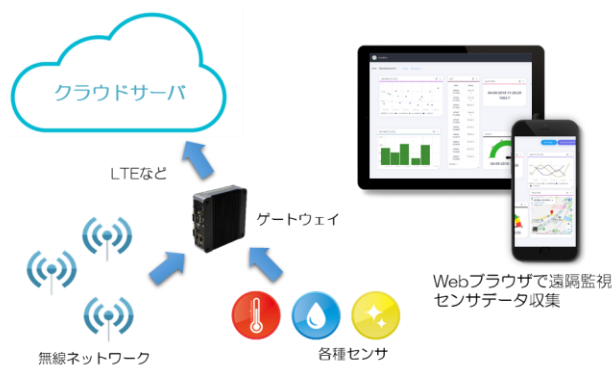 クラウドサーバ
LTEなど
ゲートウェイ
無線ネットワーク
各種センサ
Webブラウザで遠隔監視
センサデータ収集